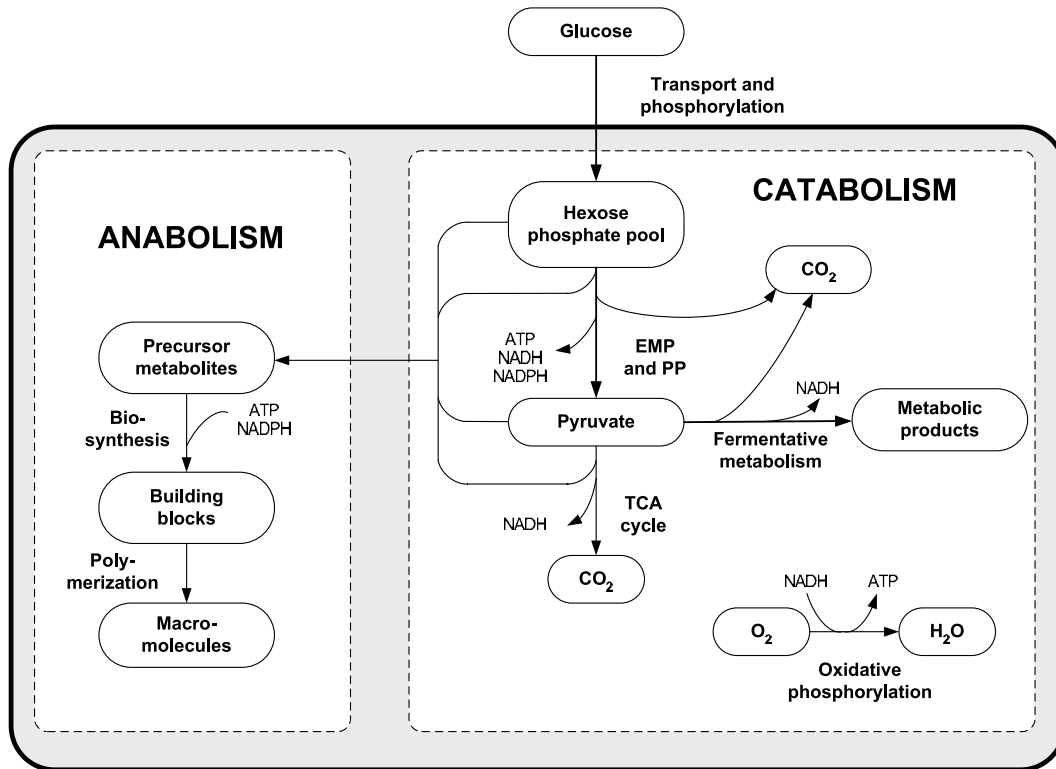 Glucose
Transport and
phosphorylation
ANABOLISM
CATABOLISM
Hexose
phosphate pool
CO2
ATP
NADH
NADPH
EMP
and PP
Precursor
metabolites
Bio-
synthesis
ATP
NADPH
Pyruvate
NADH
Fermentative
metabolism
Metabolic
products
Building
blocks
NADH
TCA
cycle
CO2
Poly-
merization
Macro-
molecules
NADH
ATP
O2
H2O
Oxidative
phosphorylation